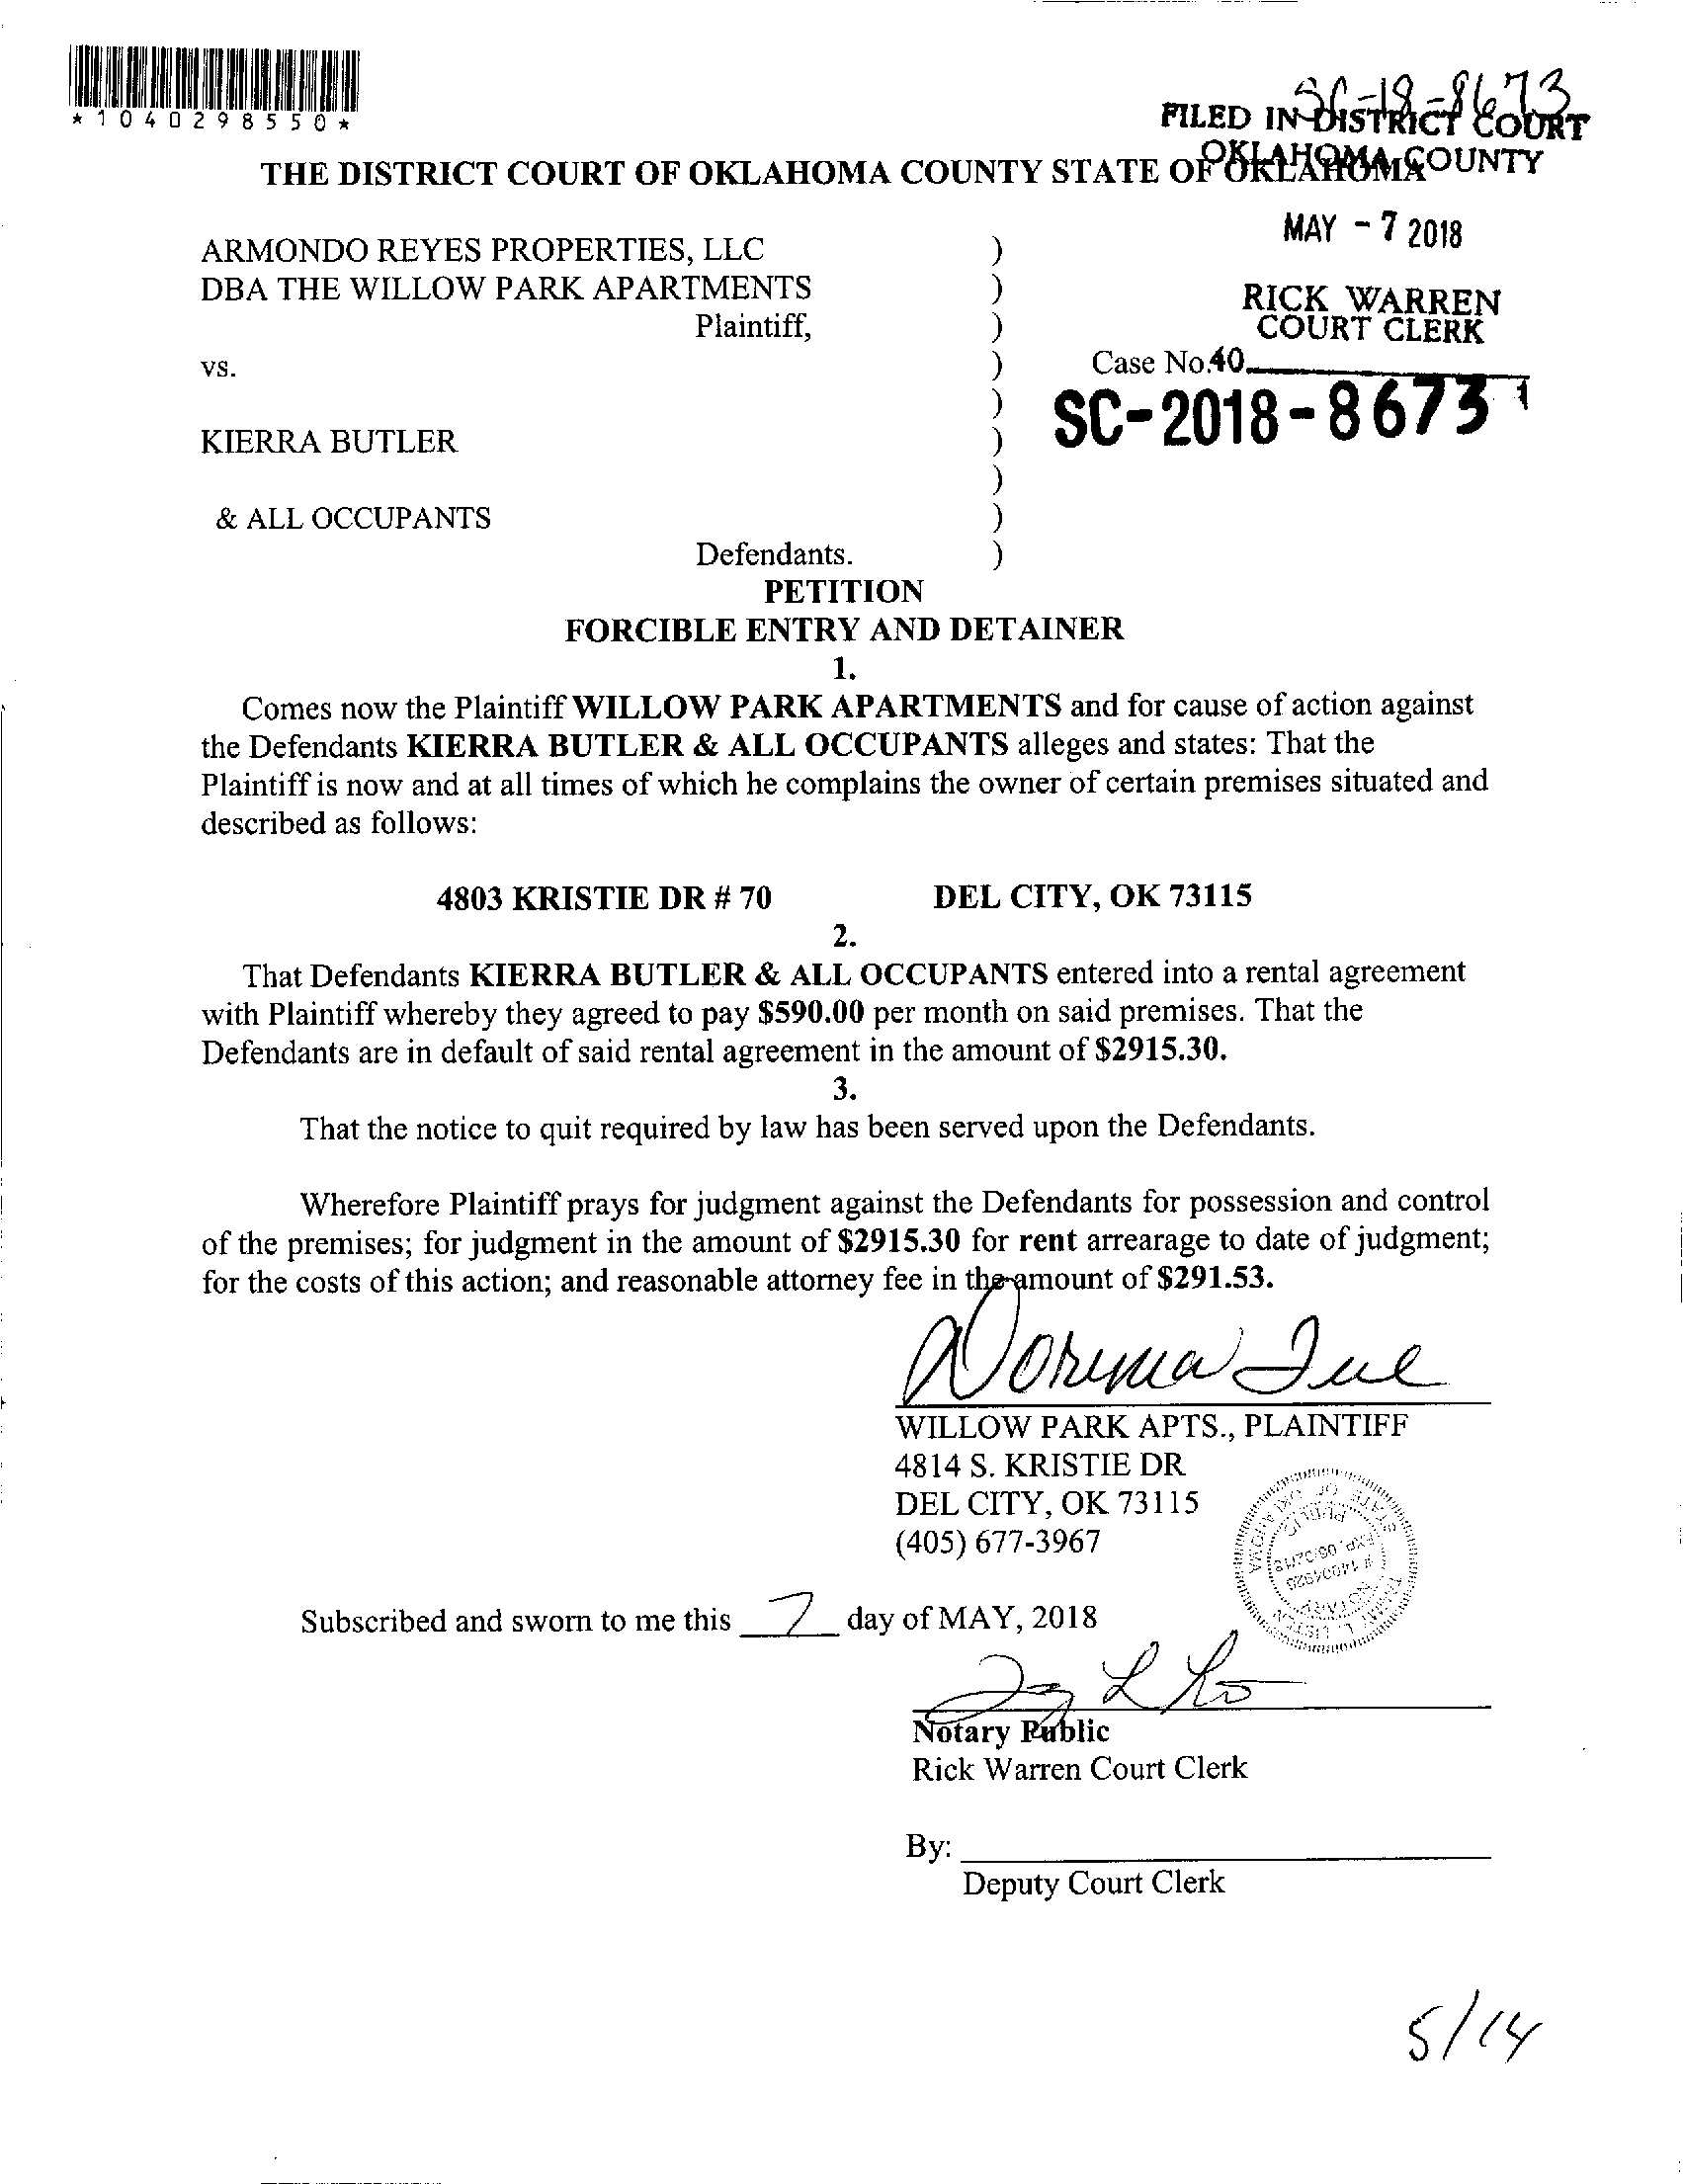 *1040298550*
SC-18-8673
FILED IN DISTRICT COURT
OKLAHOMA COUNTY
THE DISTRICT COURT OF OKLAHOMA COUNTY STATE OF OKLAHOMA
MAY - 7 2018
ARMONDO REYES PROPERTIES, LLC )
DBA THE WILLOW PARK APARTMENTS )
RICK WARREN
COURT CLERK
Plaintiff, )
vs. ) Case No. 40
)
SC-2018-8673
KIERRA BUTLER )
)
& ALL OCCUPANTS )
Defendants. )
PETITION
FORCIBLE ENTRY AND DETAINER
1.
Comes now the Plaintiff WILLOW PARK APARTMENTS and for cause of action against
the Defendants KIERRA BUTLER & ALL OCCUPANTS alleges and states: That the
Plaintiff is now and at all times of which he complains the owner of certain premises situated and
described as follows:
4803 KRISTIE DR # 70 DEL CITY, OK 73115
2.
That Defendants KIERRA BUTLER & ALL OCCUPANTS entered into a rental agreement
with Plaintiff whereby they agreed to pay $590.00 per month on said premises. That the
Defendants are in default of said rental agreement in the amount of $2915.30.
3.
That the notice to quit required by law has been served upon the Defendants.
Wherefore Plaintiff prays for judgment against the Defendants for possession and control
of the premises; for judgment in the amount of $2915.30 for rent arrearage to date of judgment;
for the costs of this action; and reasonable attorney fee in the amount of $291.53.
Norma
WILLOW PARK APTS., PLAINTIFF
4814 S. KRISTIE DR
DEL CITY, OK 73115
(405) 677-3967
STATE OF OKLAHOMA
PUBLIC
NOTARY
Subscribed and sworn to me this 7 day of MAY, 2018
Notary Public
Rick Warren Court Clerk
By:
Deputy Court Clerk
5/14